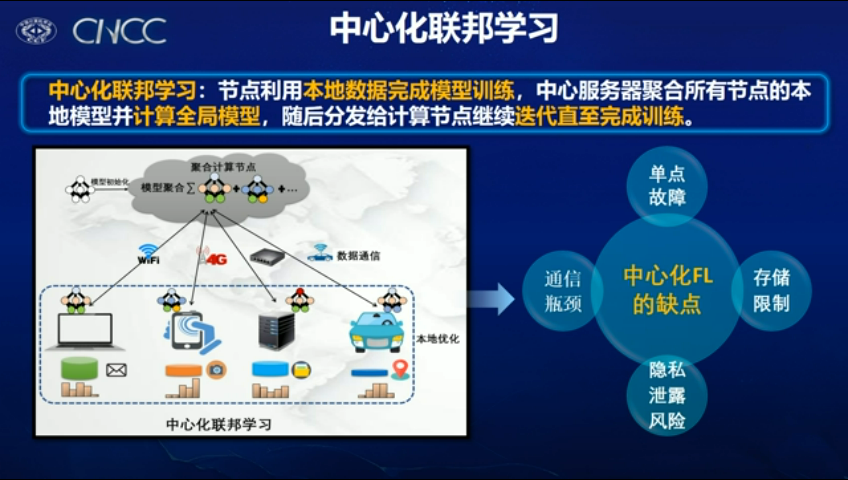 CNCC
中心化联邦学习
中心化联邦学习：节点利用本地数据完成模型训练，中心服务器聚合所有节点的本
地模型并计算全局模型，随后分发给计算节点继续迭代直至完成训练。
聚合计算节点
模型初始化
模型聚合∑ + +...
WiFi
4G
数据通信
本地优化
中心化联邦学习
单点
故障
通信
瓶颈
中心化FL
的缺点
存储
限制
隐私
泄露
风险